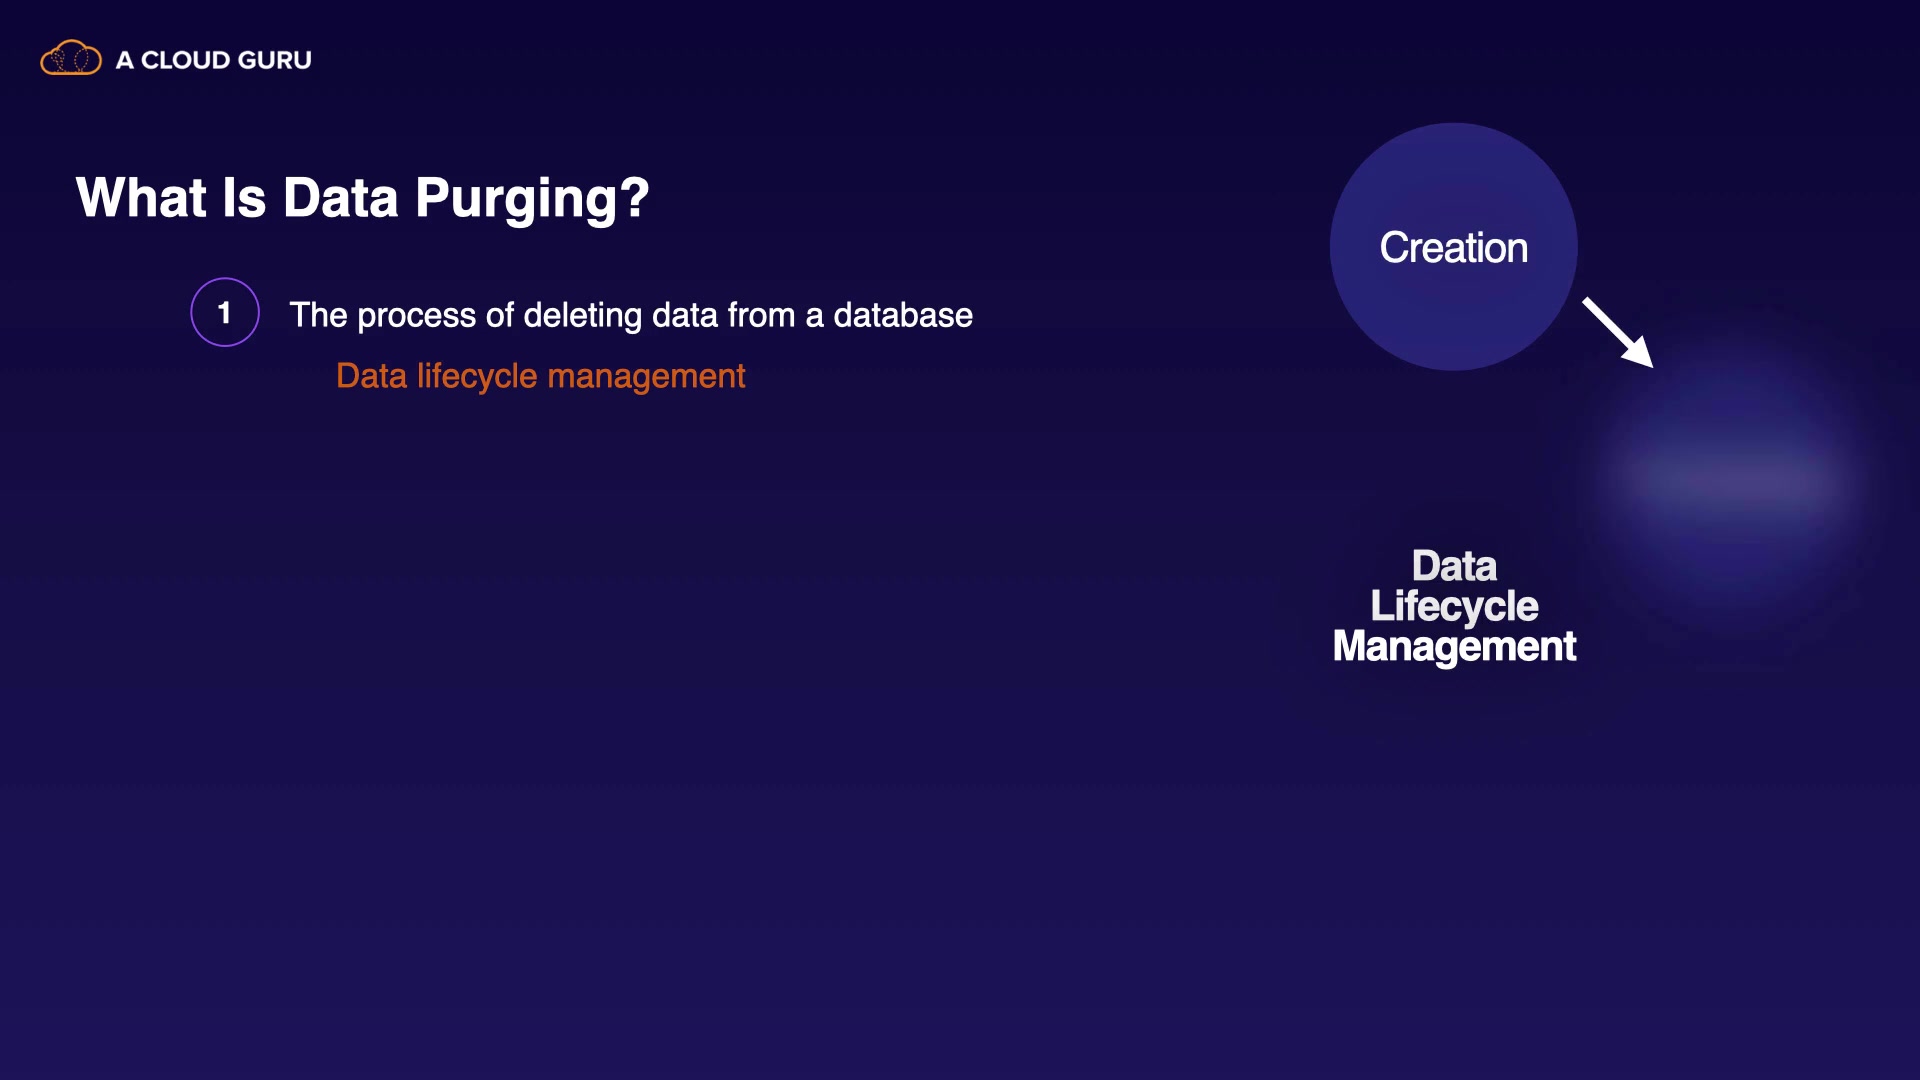 A CLOUD GURU
What Is Data Purging?
1 The process of deleting data from a database
Data lifecycle management
Creation
Data
Lifecycle
Management